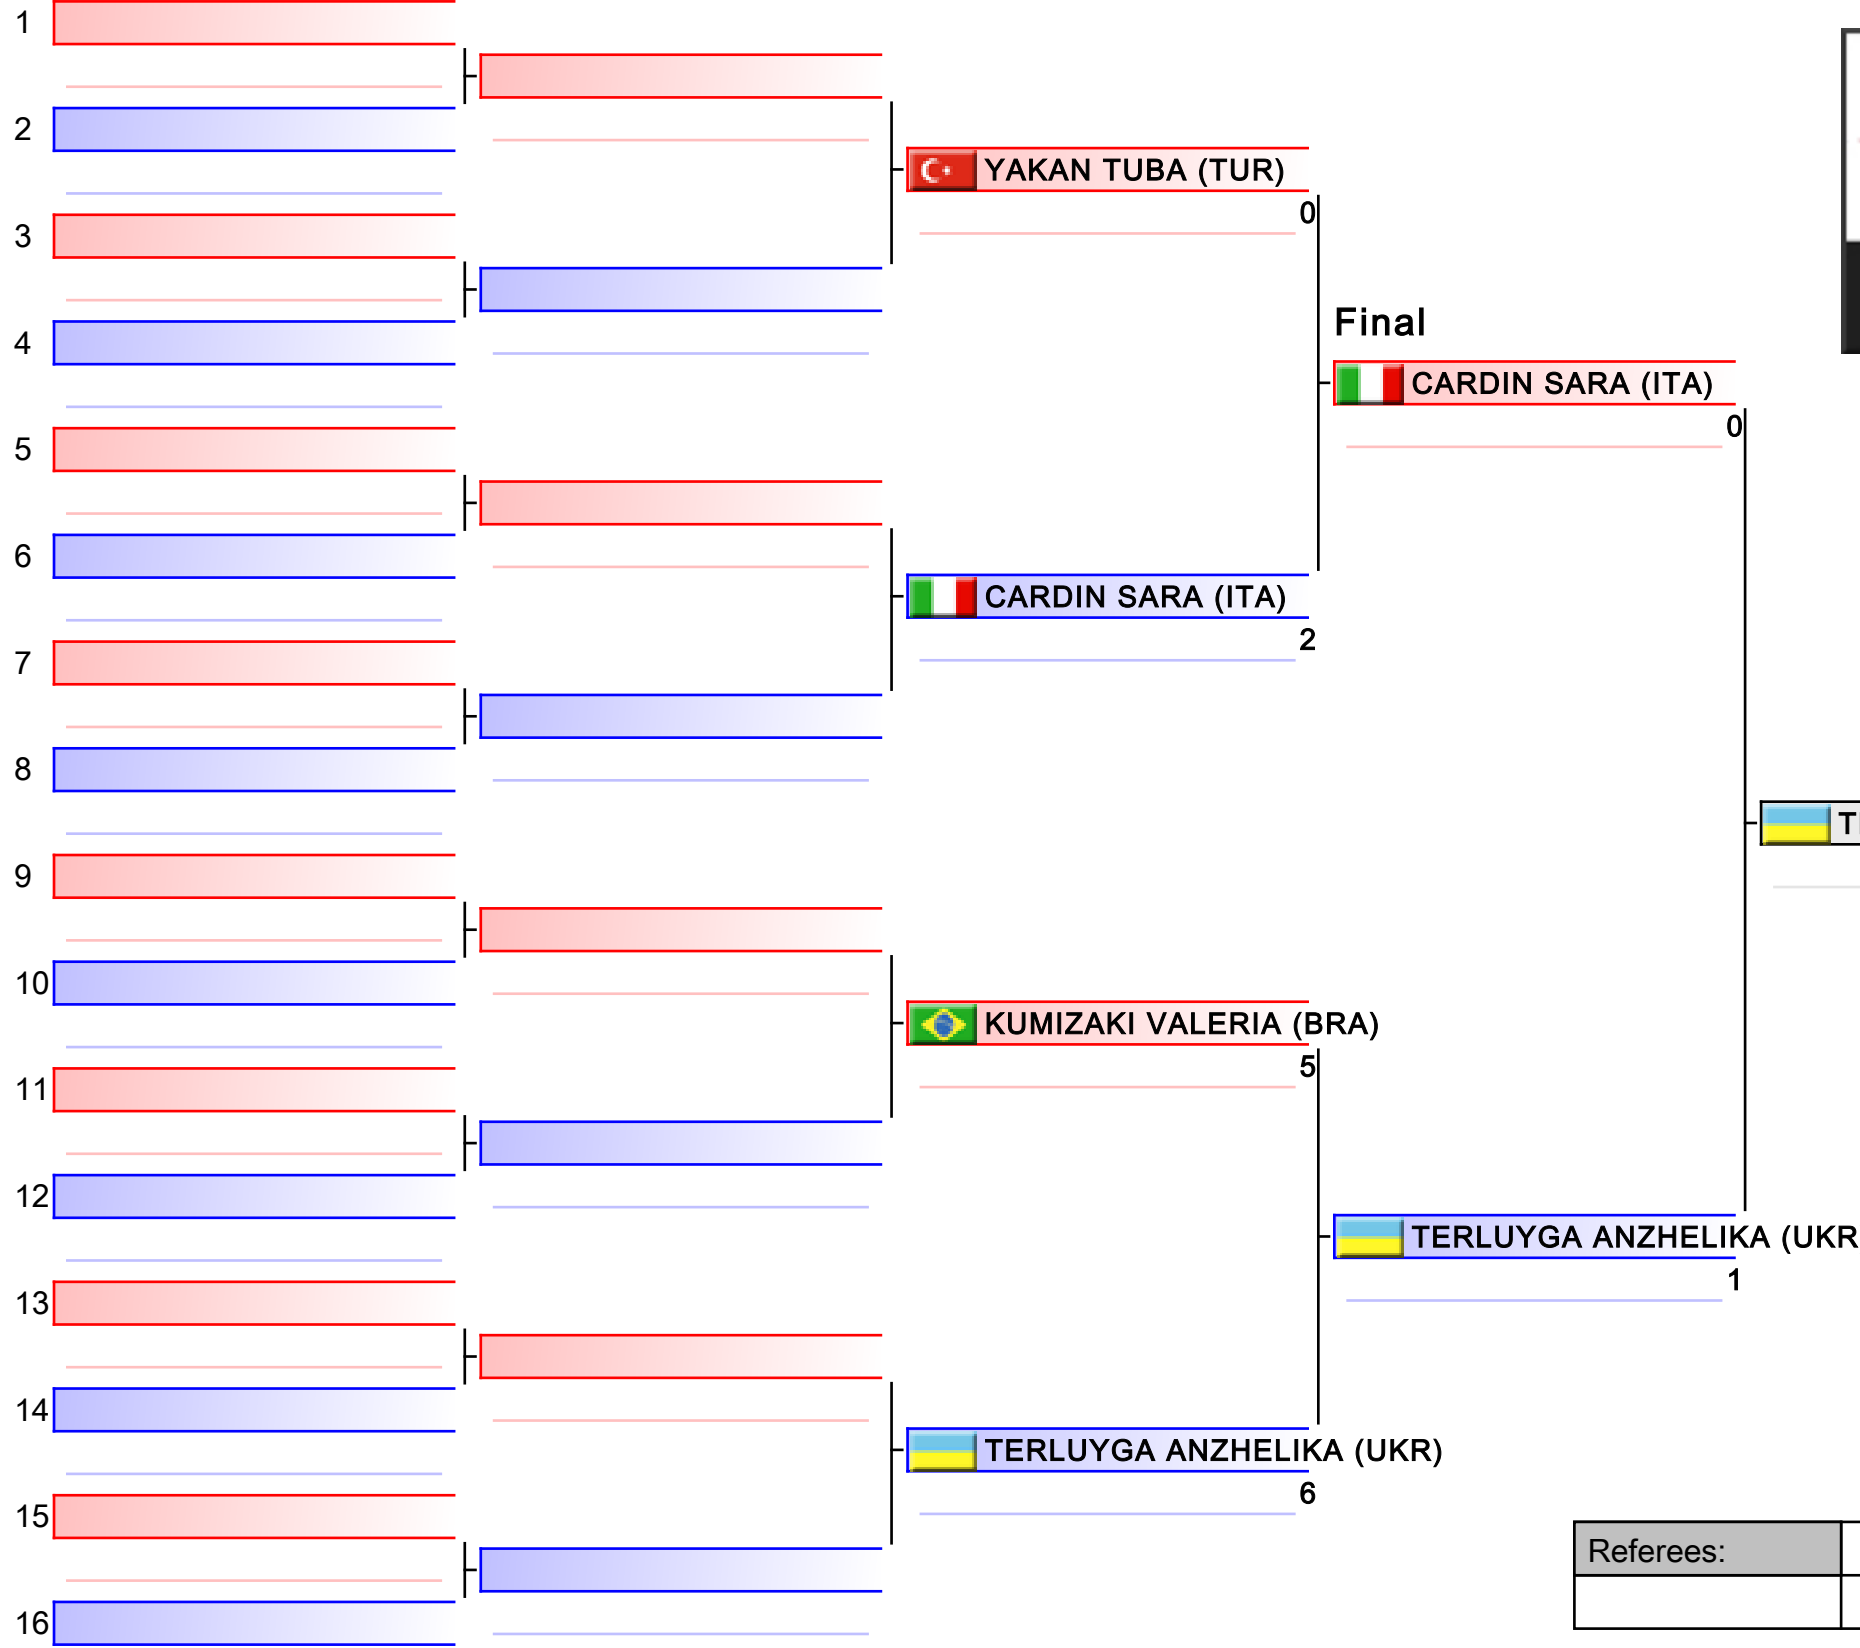 1
2
YAKAN TUBA (TUR)
3
0
Final
4
CARDIN SARA (ITA)
0
5
6
CARDIN SARA (ITA)
2
7
8
T
9
10
KUMIZAKI VALERIA (BRA)
5
11
12
TERLUYGA ANZHELIKA (UKR
1
13
14
TERLUYGA ANZHELIKA (UKR)
6
15
Referees:
16